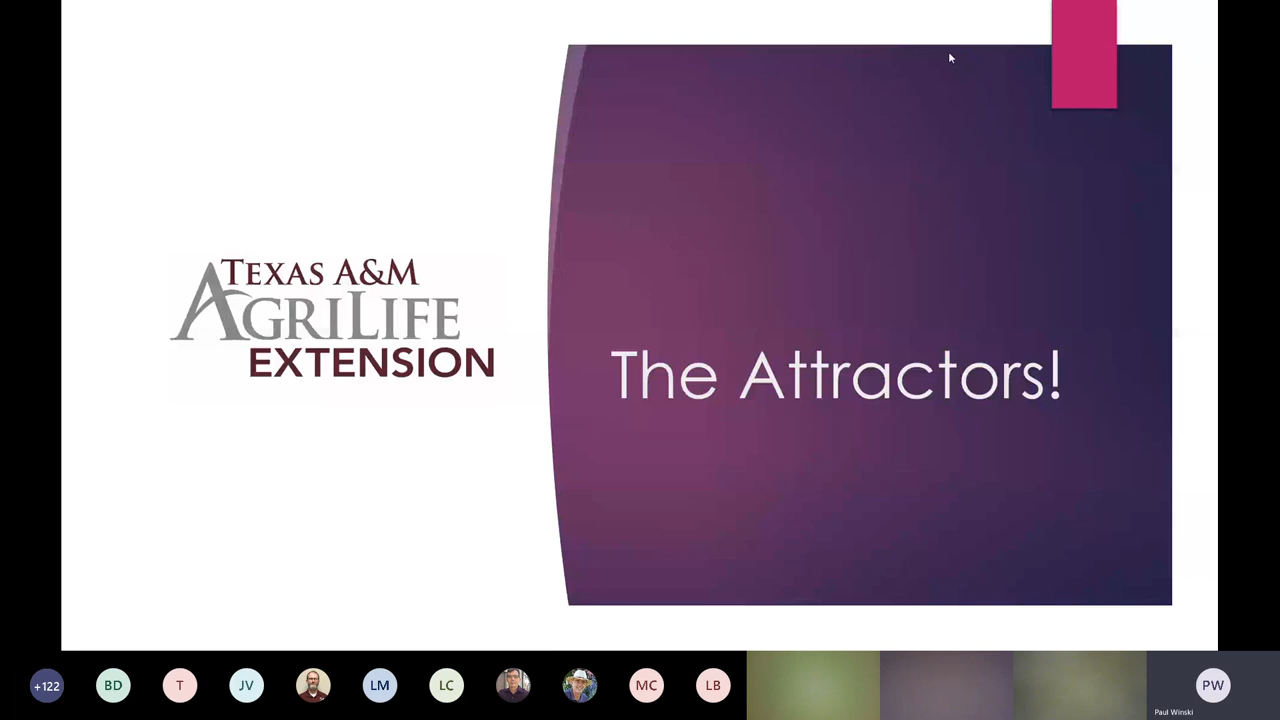 TEXAS A&M
AGRILIFE
EXTENSION
The Attractors!
+122
BD
T
JV
LM
LC
MC
LB
PW
Paul Winski